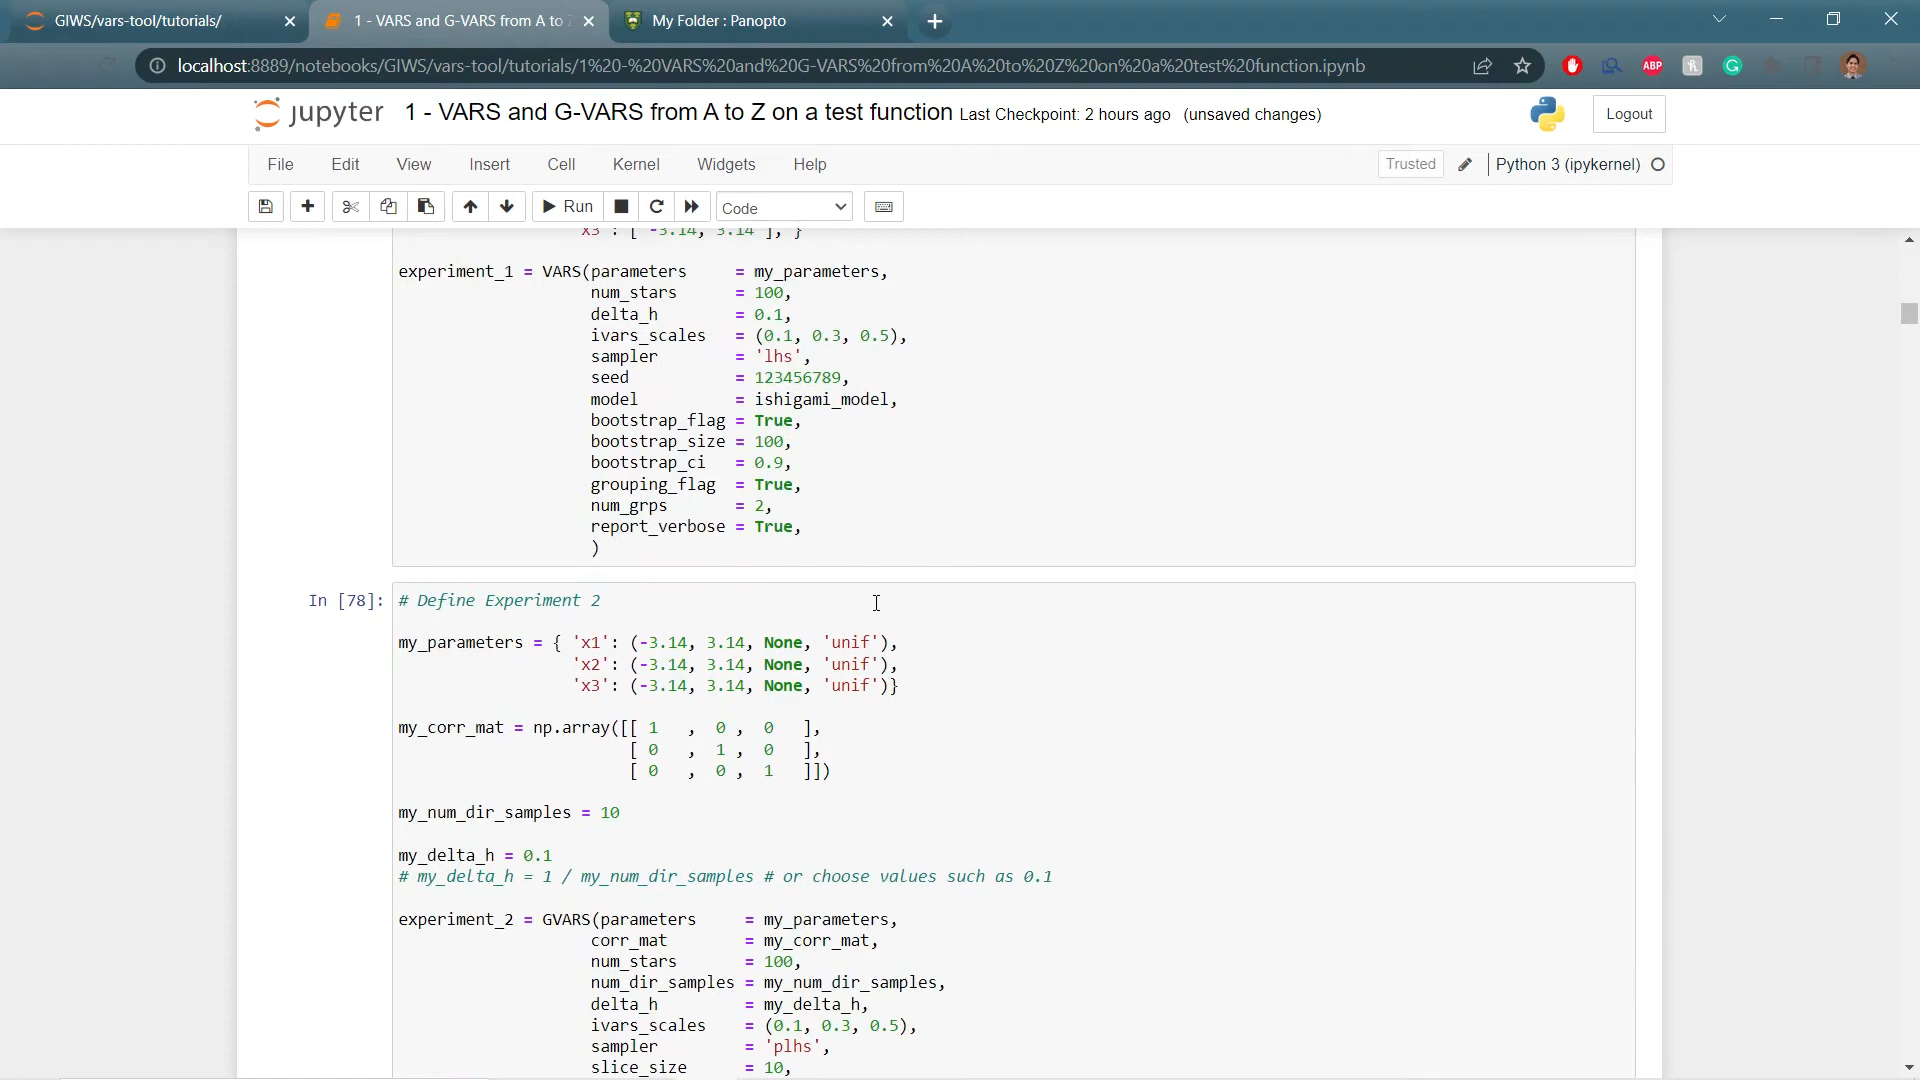 GIWS/vars-tool/tutorials/
1 - VARS and G-VARS from A to Z
My Folder : Panopto
localhost:8889/notebooks/GIWS/vars-tool/tutorials/1%20-%20VARS%20and%20G-VARS%20from%20A%20to%20Z%20on%20a%20test%20function.ipynb
ABP
jupyter 1 - VARS and G-VARS from A to Z on a test function Last Checkpoint: 2 hours ago (unsaved changes)
Logout
File Edit View Insert Cell Kernel Widgets Help
Trusted Python 3 (ipykernel)
Run Code
'x3' : [ -3.14, 3.14 ], }
experiment_1 = VARS(parameters = my_parameters,
num_stars = 100,
delta_h = 0.1,
ivars_scales = (0.1, 0.3, 0.5),
sampler = 'lhs',
seed = 123456789,
model = ishigami_model,
bootstrap_flag = True,
bootstrap_size = 100,
bootstrap_ci = 0.9,
grouping_flag = True,
num_grps = 2,
report_verbose = True,
)
In [78]: # Define Experiment 2
my_parameters = { 'x1': (-3.14, 3.14, None, 'unif'),
'x2': (-3.14, 3.14, None, 'unif'),
'x3': (-3.14, 3.14, None, 'unif')}
my_corr_mat = np.array([[ 1 , 0 , 0 ],
[ 0 , 1 , 0 ],
[ 0 , 0 , 1 ]])
my_num_dir_samples = 10
my_delta_h = 0.1
# my_delta_h = 1 / my_num_dir_samples # or choose values such as 0.1
experiment_2 = GVARS(parameters = my_parameters,
corr_mat = my_corr_mat,
num_stars = 100,
num_dir_samples = my_num_dir_samples,
delta_h = my_delta_h,
ivars_scales = (0.1, 0.3, 0.5),
sampler = 'plhs',
slice_size = 10,